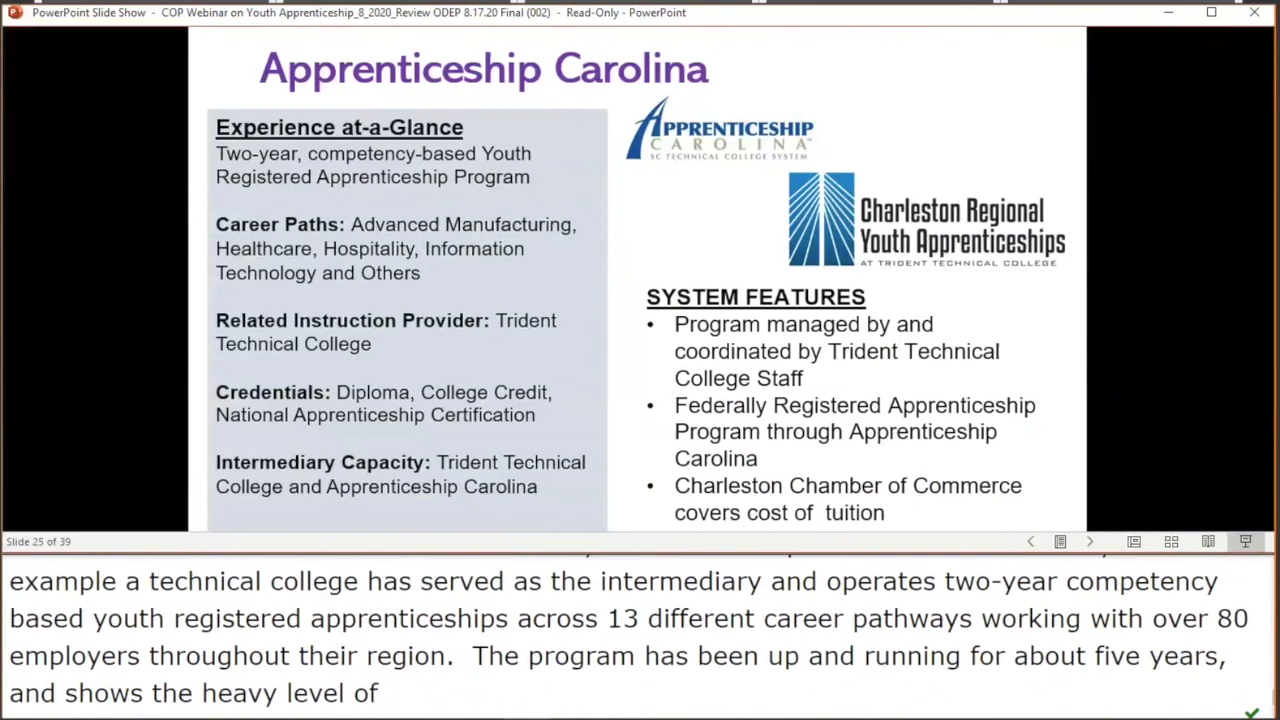 PowerPoint Slide Show - COP Webinar on Youth Apprenticeship_8_2020_Review ODEP 8.17.20 Final (002) - Read-Only - PowerPoint
Apprenticeship Carolina
Experience at-a-Glance
Two-year, competency-based Youth
Registered Apprenticeship Program
Career Paths: Advanced Manufacturing,
Healthcare, Hospitality, Information
Technology and Others
Related Instruction Provider: Trident
Technical College
Credentials: Diploma, College Credit,
National Apprenticeship Certification
Intermediary Capacity: Trident Technical
College and Apprenticeship Carolina
APPRENTICESHIP
CAROLINA™
SC TECHNICAL COLLEGE SYSTEM
Charleston Regional
Youth Apprenticeships
AT TRIDENT TECHNICAL COLLEGE
SYSTEM FEATURES
• Program managed by and
coordinated by Trident Technical
College Staff
• Federally Registered Apprenticeship
Program through Apprenticeship
Carolina
• Charleston Chamber of Commerce
covers cost of tuition
Slide 25 of 39
example a technical college has served as the intermediary and operates two-year competency
based youth registered apprenticeships across 13 different career pathways working with over 80
employers throughout their region. The program has been up and running for about five years,
and shows the heavy level of